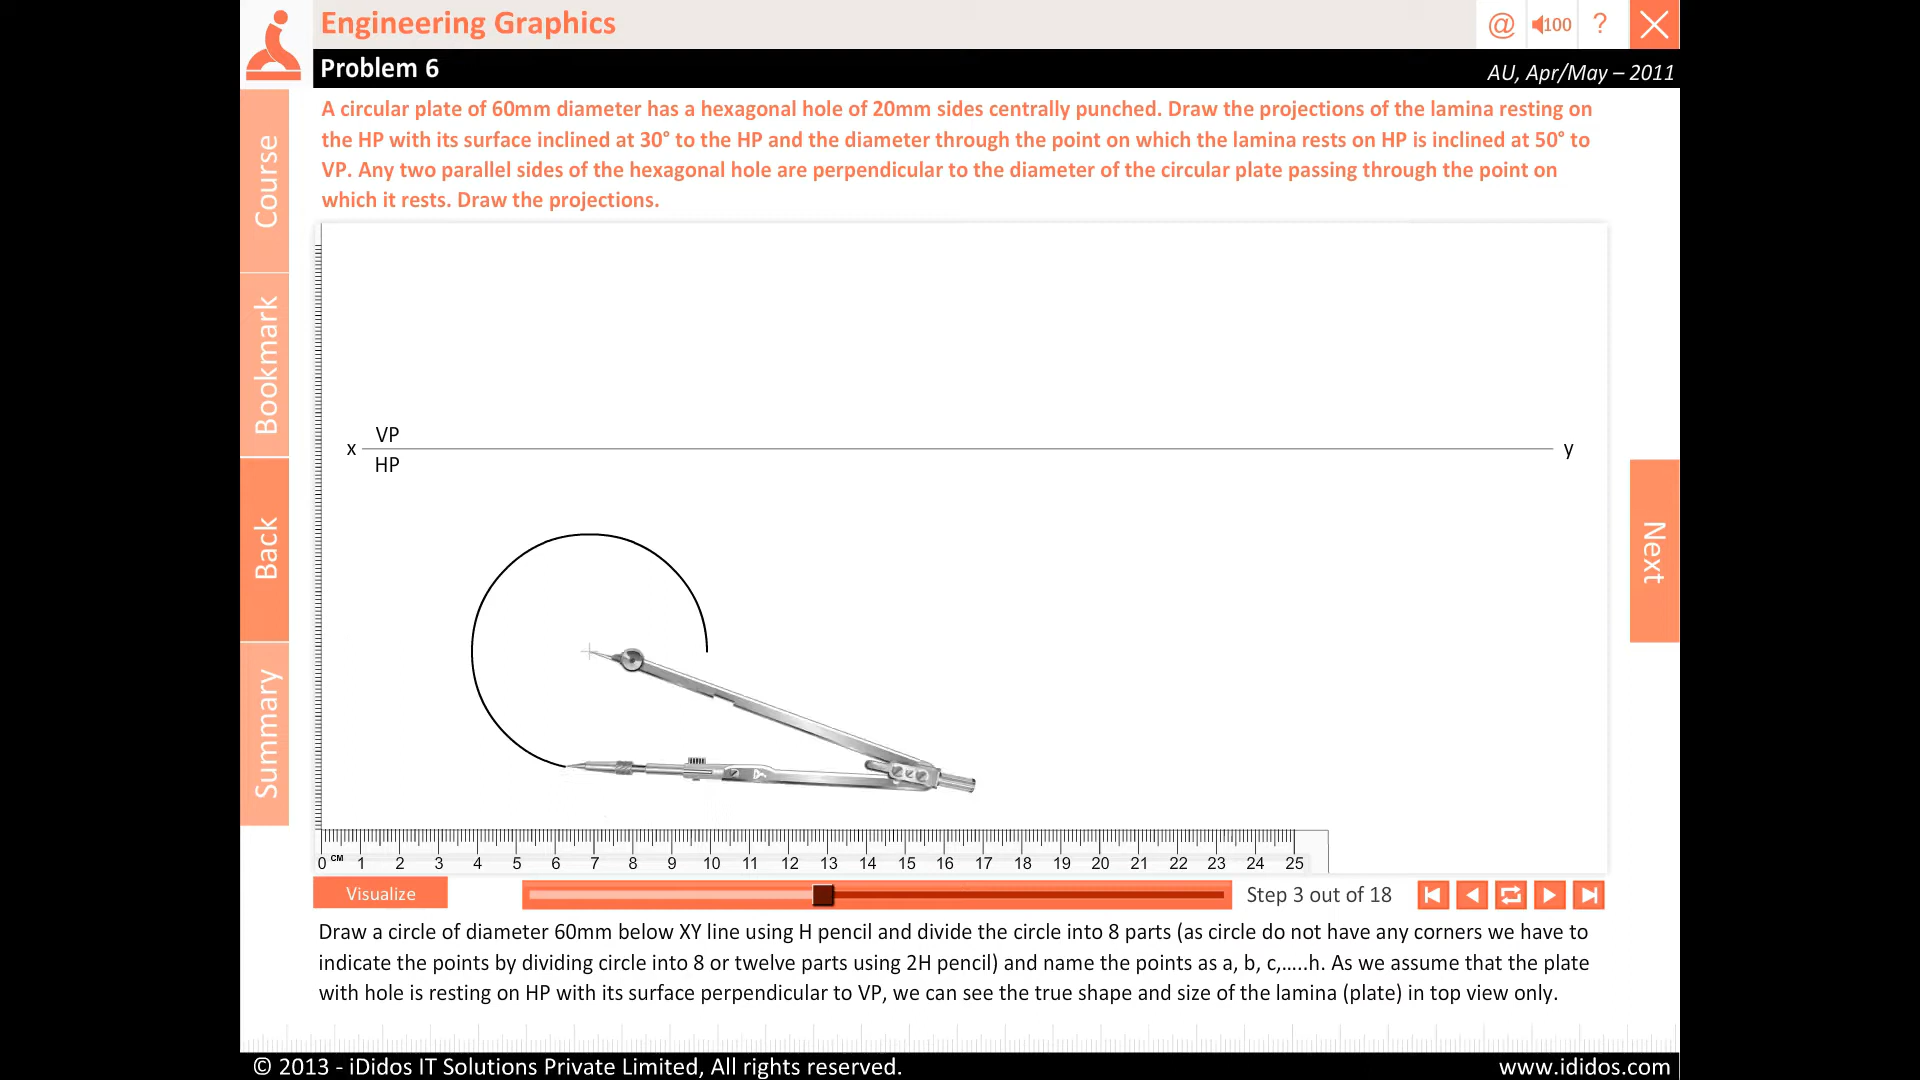 Engineering Graphics
@ 100 ?
Problem 6
AU, Apr/May – 2011
A circular plate of 60mm diameter has a hexagonal hole of 20mm sides centrally punched. Draw the projections of the lamina resting on
the HP with its surface inclined at 30° to the HP and the diameter through the point on which the lamina rests on HP is inclined at 50° to
VP. Any two parallel sides of the hexagonal hole are perpendicular to the diameter of the circular plate passing through the point on
which it rests. Draw the projections.
Course
Bookmark
Back
Summary
Next
VP
x
y
HP
0 CM 1 2 3 4 5 6 7 8 9 10 11 12 13 14 15 16 17 18 19 20 21 22 23 24 25
Visualize
Step 3 out of 18
Draw a circle of diameter 60mm below XY line using H pencil and divide the circle into 8 parts (as circle do not have any corners we have to
indicate the points by dividing circle into 8 or twelve parts using 2H pencil) and name the points as a, b, c,.....h. As we assume that the plate
with hole is resting on HP with its surface perpendicular to VP, we can see the true shape and size of the lamina (plate) in top view only.
© 2013 - iDidos IT Solutions Private Limited, All rights reserved.
www.ididos.com